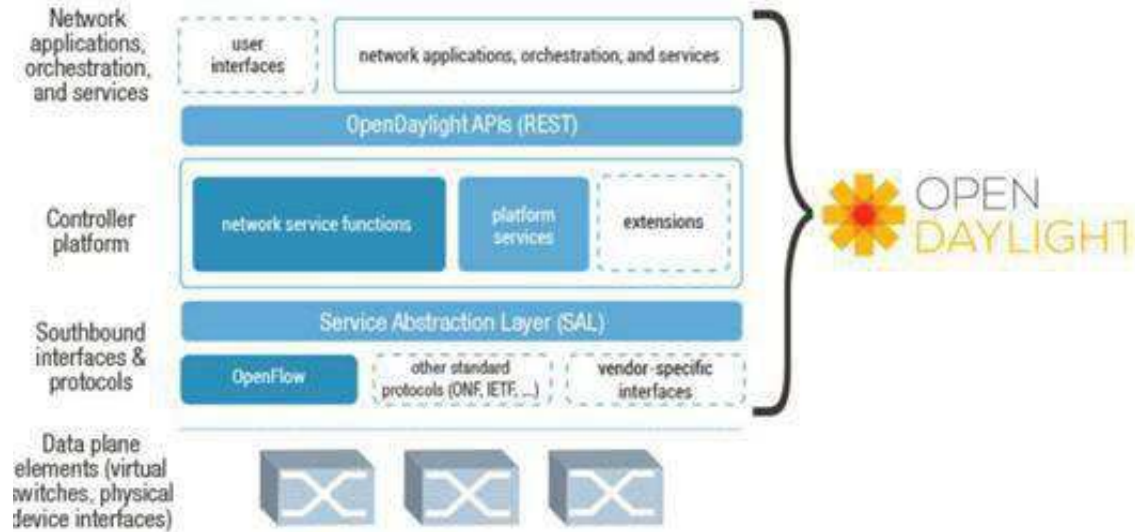 Network
applications,
orchestration,
and services
user
interfaces
network applications, orchestration, and services
OpenDaylight APIs (REST)
Controller
platform
network service functions
platform
services
extensions
Southbound
interfaces &
protocols
Service Abstraction Layer (SAL)
OpenFlow
other standard
protocols (ONF, IETF, ...)
vendor-specific
interfaces
Data plane
elements (virtual
switches, physical
device interfaces)
OPEN
DAYLIGHT